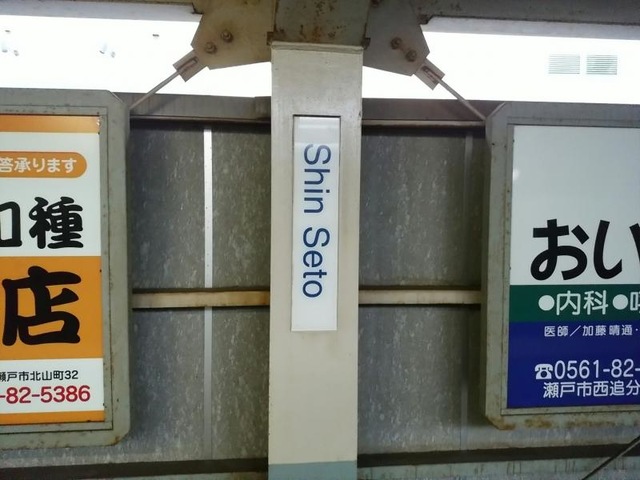 答承ります
種
店
瀬戸市北山町32
-82-5386
Shin Seto
おい
●内科●呼
医師/加藤晴通・
☎0561-82-
瀬戸市西追分